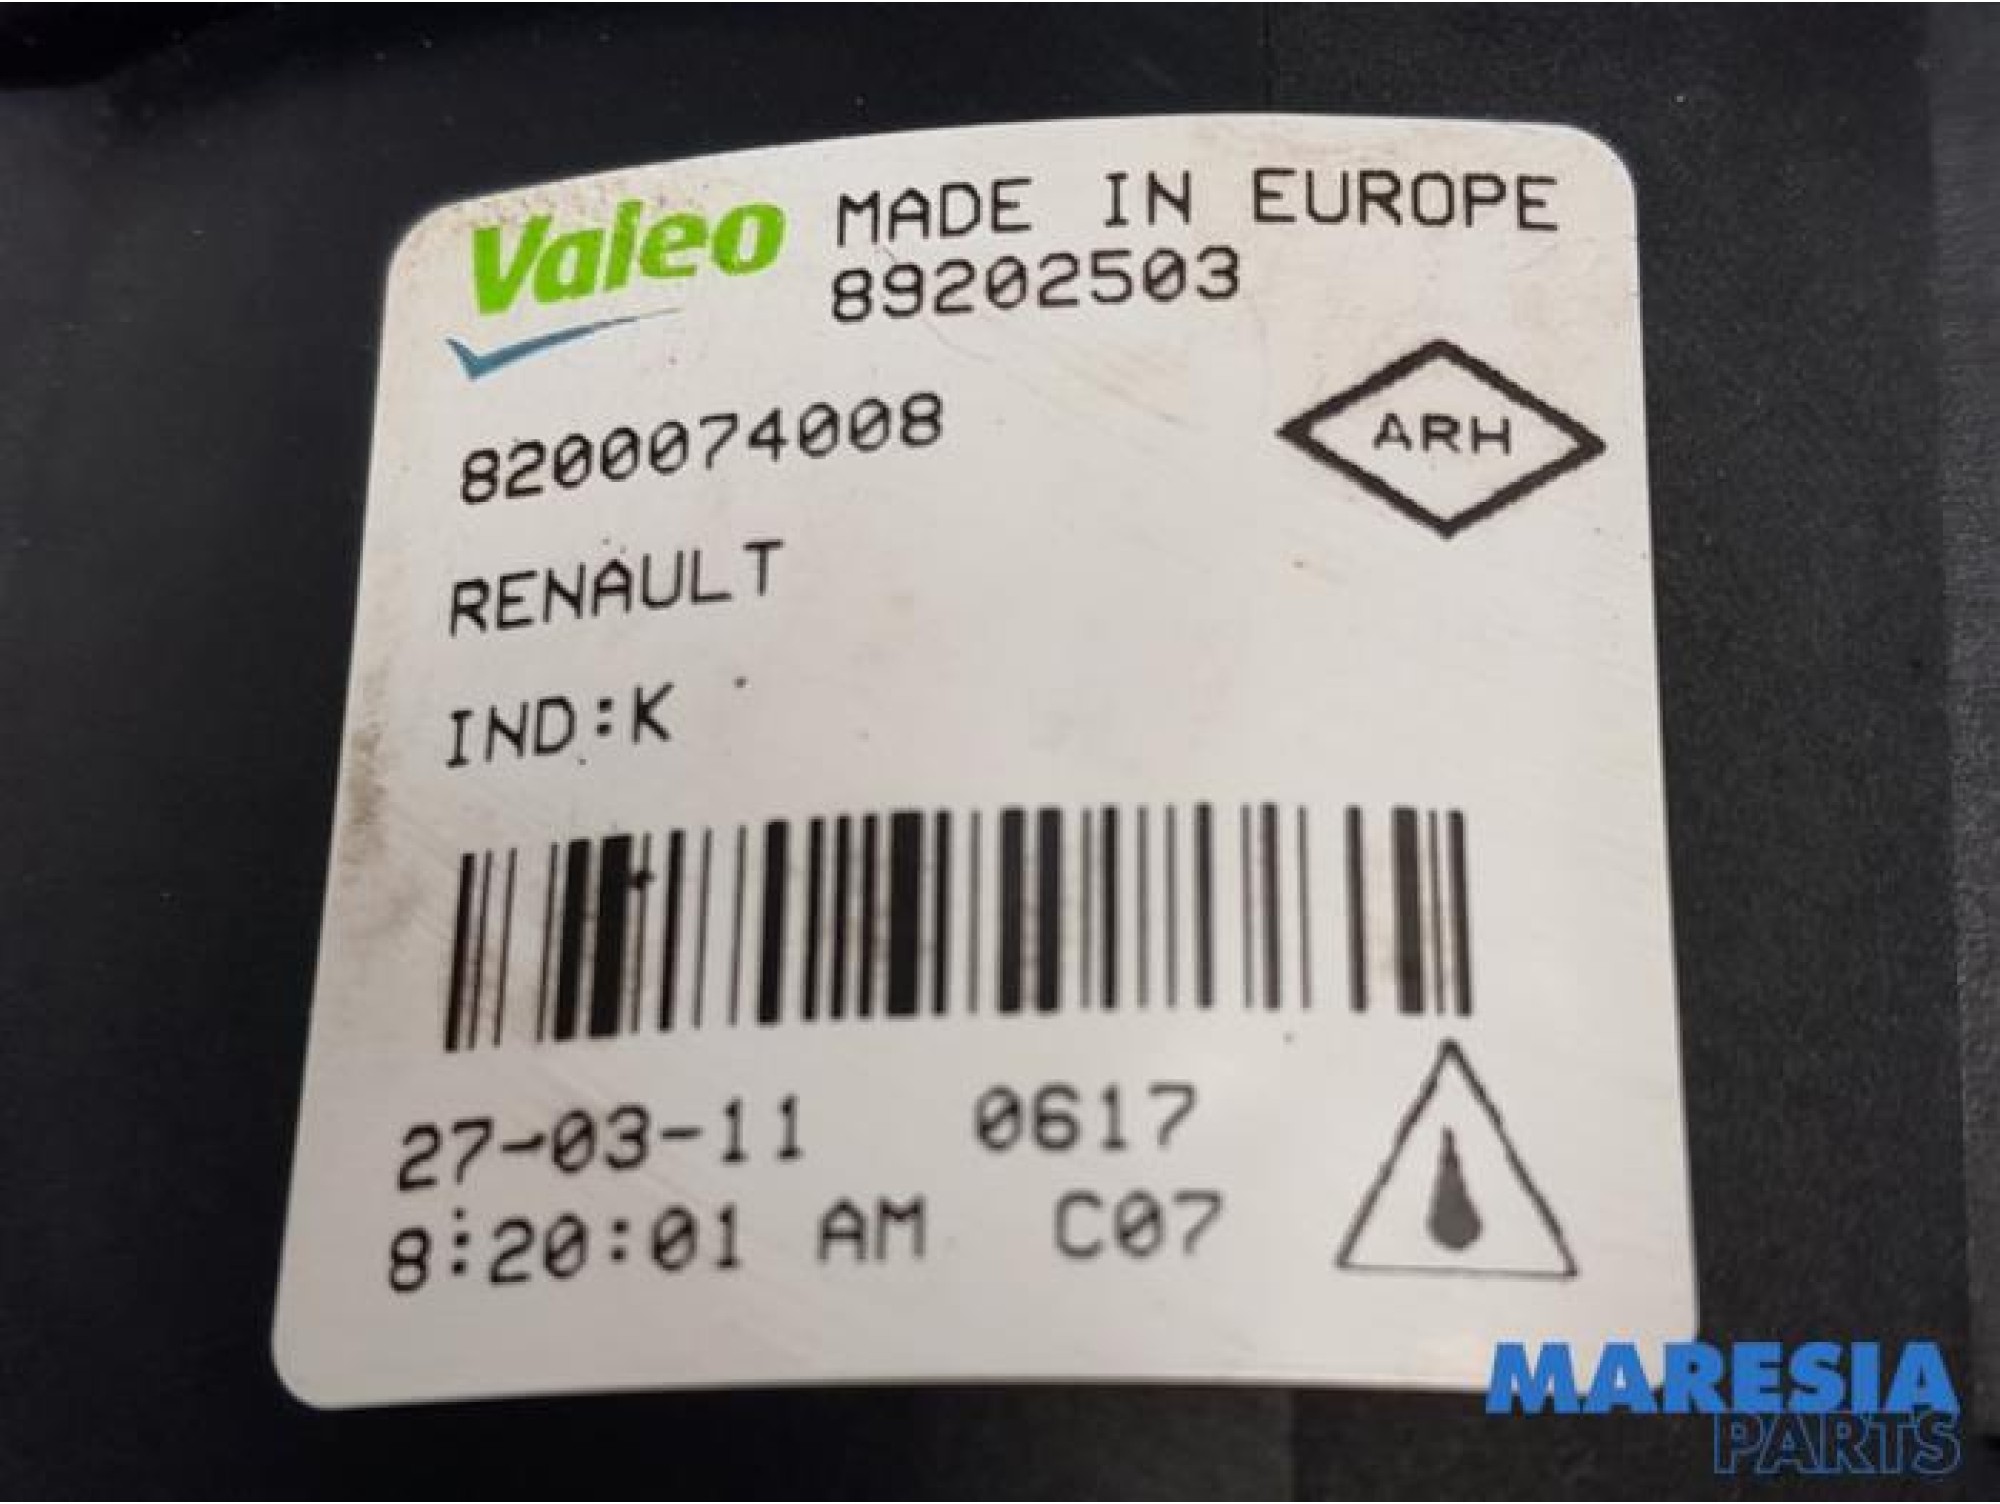 Valeo MADE IN EUROPE
89202503
8200074008
ARH
RENAULT
IND:K
27-03-11 0617
8:20:01 AM C07
MARESIA
PARTS